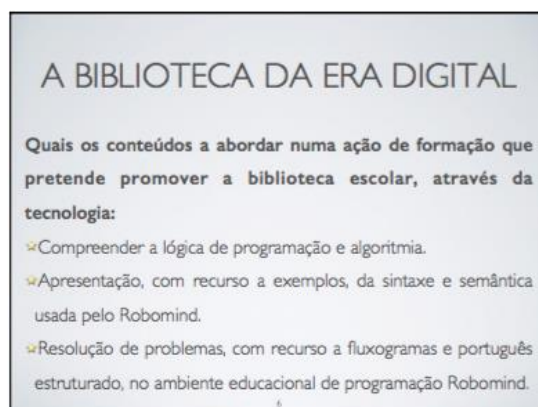 A BIBLIOTECA DA ERA DIGITAL
Quais os conteúdos a abordar numa ação de formação que
pretende promover a biblioteca escolar, através da
tecnologia:
Compreender a lógica de programação e algoritmia.
Apresentação, com recurso a exemplos, da sintaxe e semântica
usada pelo Robomind.
Resolução de problemas, com recurso a fluxogramas e português
estruturado, no ambiente educacional de programação Robomind.
6